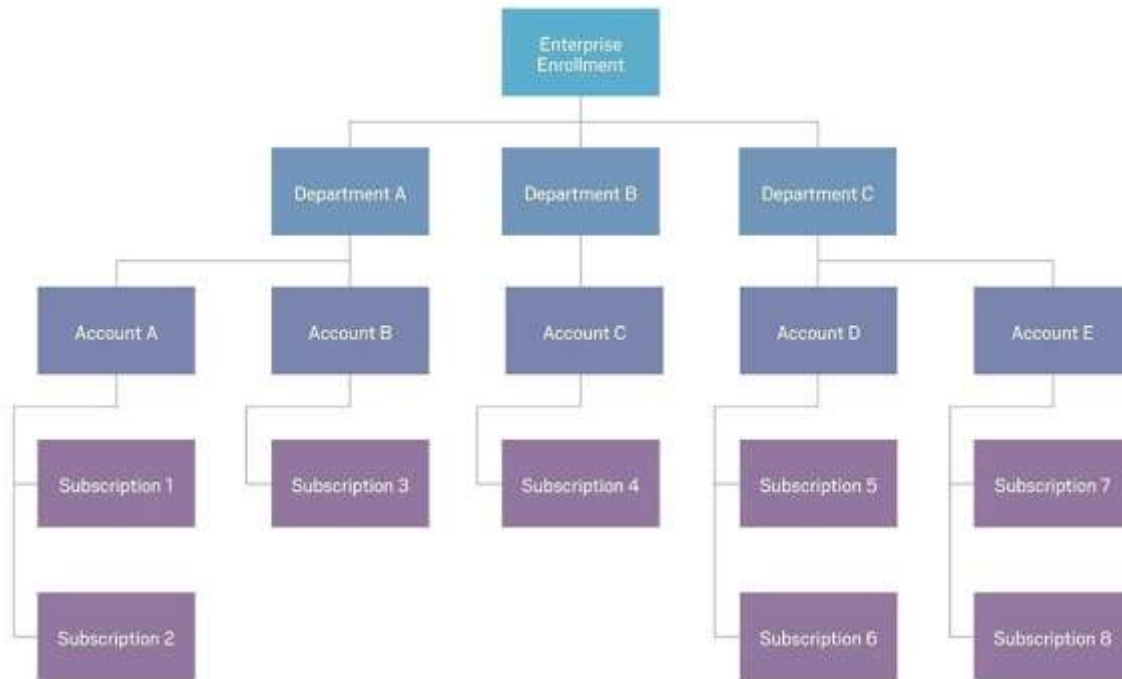 Enterprise
Enrollment
Department A
Department B
Department C
Account A
Account B
Account C
Account D
Account E
Subscription 1
Subscription 3
Subscription 4
Subscription 5
Subscription 7
Subscription 2
Subscription 6
Subscription 8